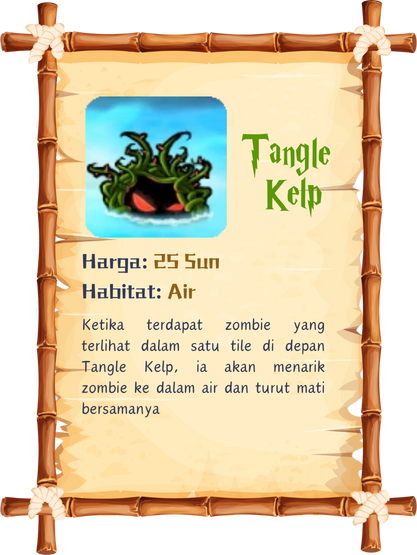 Tangle
Kelp
Harga: 25 Sun
Habitat: Air
Ketika terdapat zombie yang
terlihat dalam satu tile di depan
Tangle Kelp, ia akan menarik
zombie ke dalam air dan turut mati
bersamanya